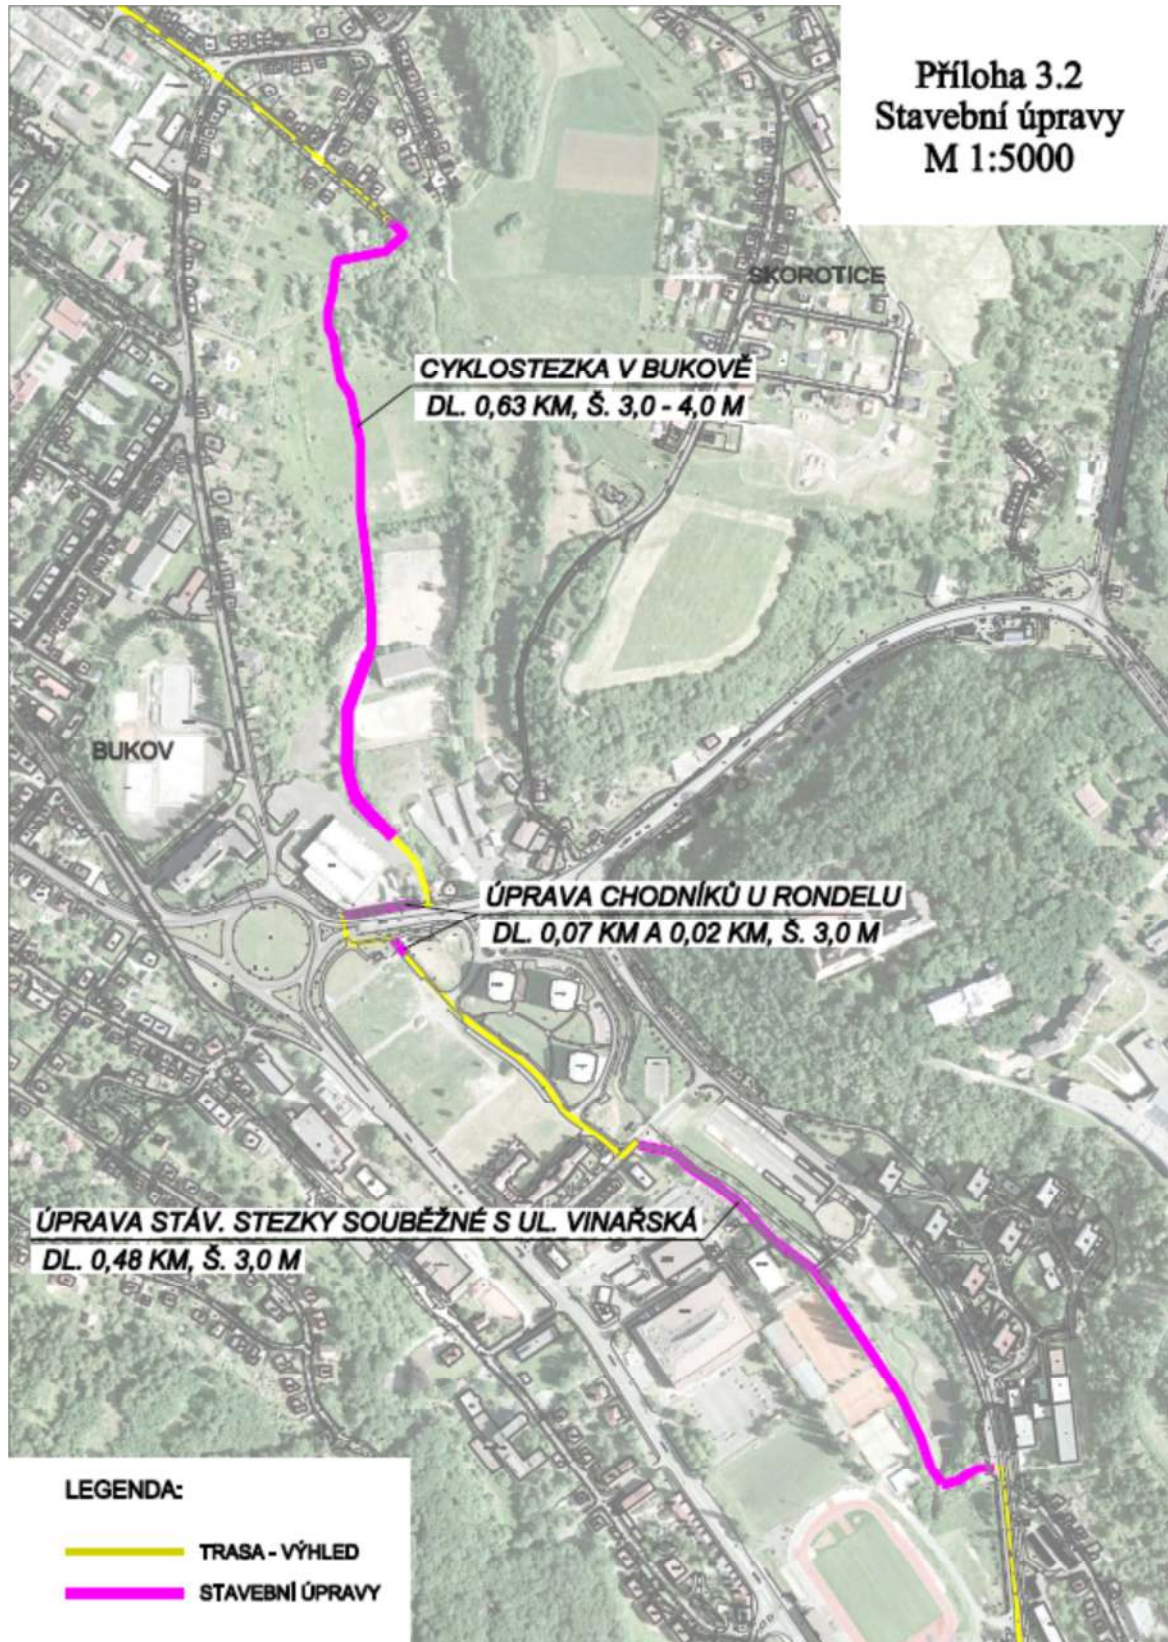 Příloha 3.2
Stavební úpravy
M 1:5000
SKOROTICE
CYKLOSTEZKA V BUKOVĚ
DL. 0,63 KM, Š. 3,0 - 4,0 M
BUKOV
ÚPRAVA CHODNÍKŮ U RONDELU
DL. 0,07 KM A 0,02 KM, Š. 3,0 M
ÚPRAVA STÁV. STEZKY SOUBĚŽNÉ S UL. VINAŘSKÁ
DL. 0,48 KM, Š. 3,0 M
LEGENDA:
TRASA - VÝHLED
STAVEBNÍ ÚPRAVY